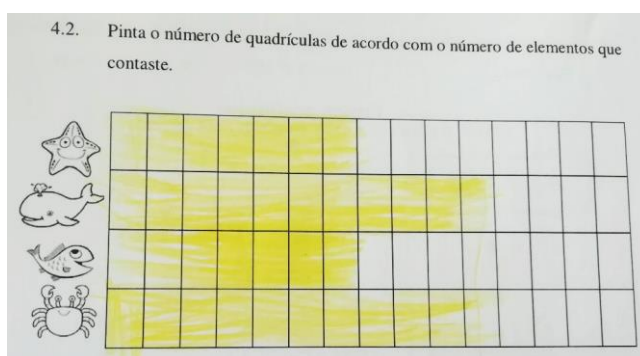 4.2. Pinta o número de quadrículas de acordo com o número de elementos que
contaste.